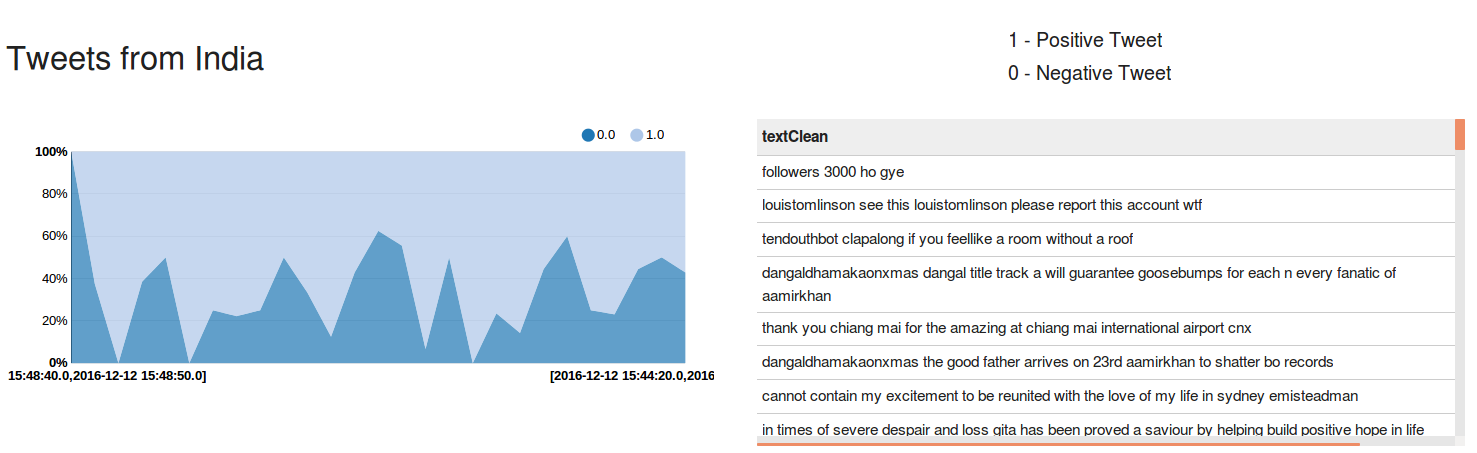 Tweets from India
1 - Positive Tweet
0 - Negative Tweet
0.0 1.0
100%
80%
60%
40%
20%
0%
15:48:40.0,2016-12-12 15:48:50.0]
[2016-12-12 15:44:20.0,2016
textClean
followers 3000 ho gye
louistomlinson see this louistomlinson please report this account wtf
tendouthbot clapalong if you feellike a room without a roof
dangaldhamakaonxmas dangal title track a will guarantee goosebumps for each n every fanatic of
aamirkhan
thank you chiang mai for the amazing at chiang mai international airport cnx
dangaldhamakaonxmas the good father arrives on 23rd aamirkhan to shatter bo records
cannot contain my excitement to be reunited with the love of my life in sydney emisteadman
in times of severe despair and loss gita has been proved a saviour by helping build positive hope in life